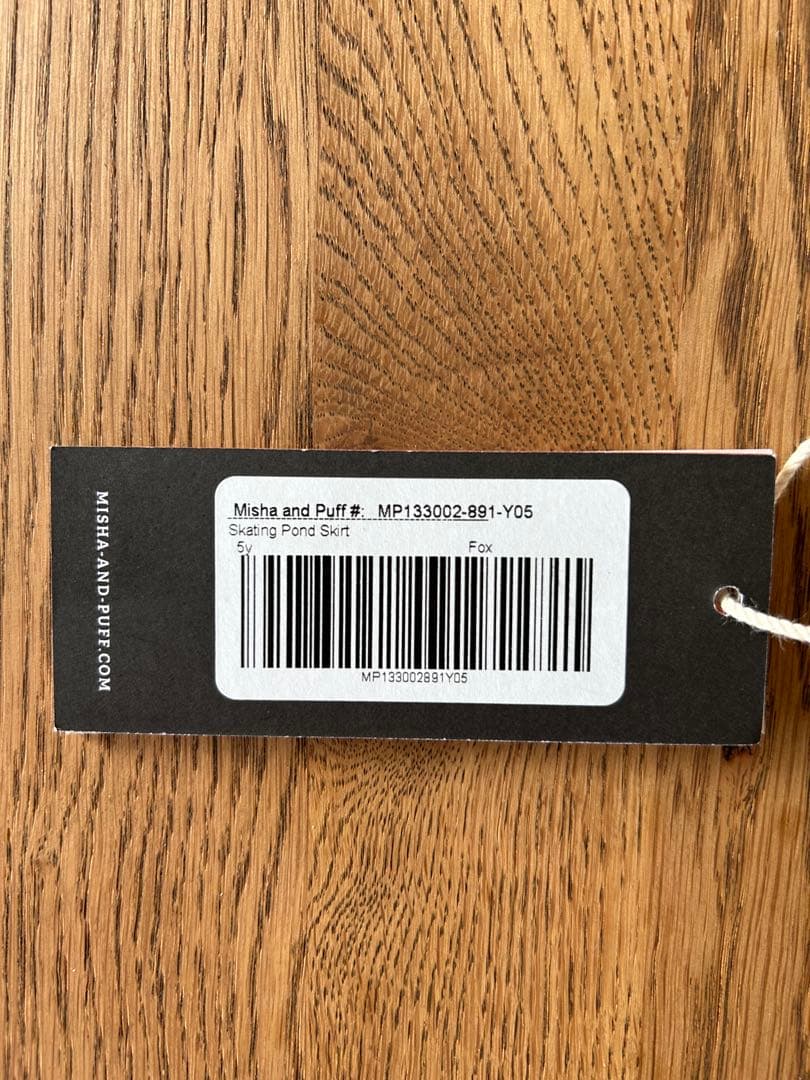 MISHA-AND-PUFF.COM
Misha and Puff #: MP133002-891-Y05
Skating Pond Skirt
5y Fox
MP133002891Y05